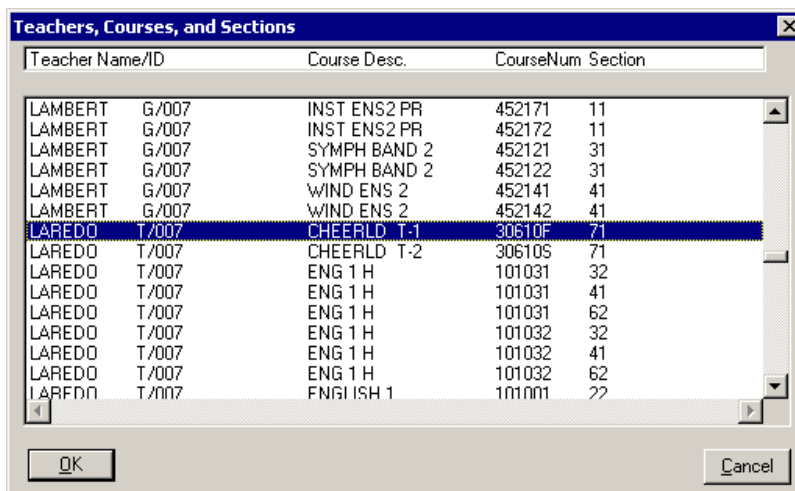 Teachers, Courses, and Sections
Teacher Name/ID Course Desc. CourseNum Section
LAMBERT G/007 INST ENS2 PR 452171 11
LAMBERT G/007 INST ENS2 PR 452172 11
LAMBERT G/007 SYMPH BAND 2 452121 31
LAMBERT G/007 SYMPH BAND 2 452122 31
LAMBERT G/007 WIND ENS 2 452141 41
LAMBERT G/007 WIND ENS 2 452142 41
LAREDO T/007 CHEERLD T-1 30610F 71
LAREDO T/007 CHEERLD T-2 30610S 71
LAREDO T/007 ENG 1 H 101031 32
LAREDO T/007 ENG 1 H 101031 41
LAREDO T/007 ENG 1 H 101031 62
LAREDO T/007 ENG 1 H 101032 32
LAREDO T/007 ENG 1 H 101032 41
LAREDO T/007 ENG 1 H 101032 62
LAREDO T/007 ENGLISH 1 101001 22
OK Cancel